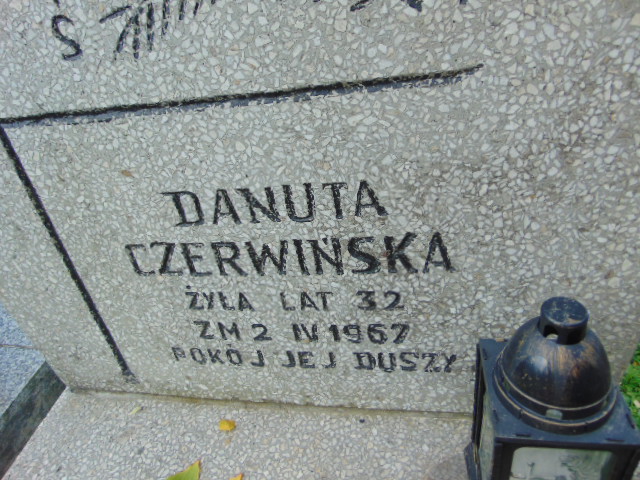 Ś
DANUTA
CZERWIŃSKA
ŻYŁA LAT 32
ZM 2 IV 1967
POKÓJ JEJ DUSZY